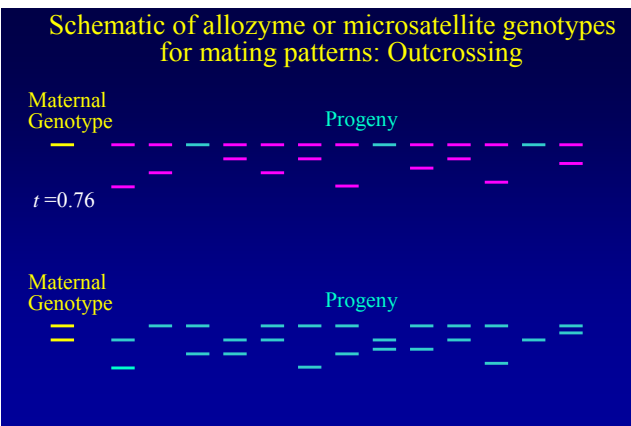 Schematic of allozyme or microsatellite genotypes
for mating patterns: Outcrossing
Maternal
Genotype
Progeny
t =0.76
Maternal
Genotype
Progeny